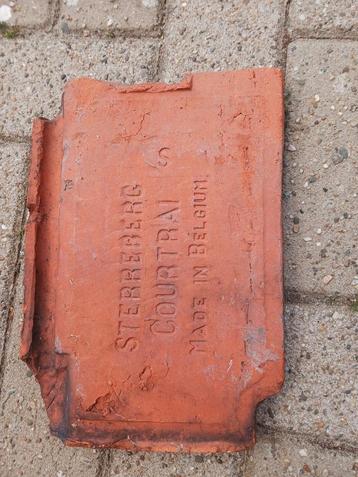 S
STERREBERG
COURTRAI
MADE IN BELGIUM.